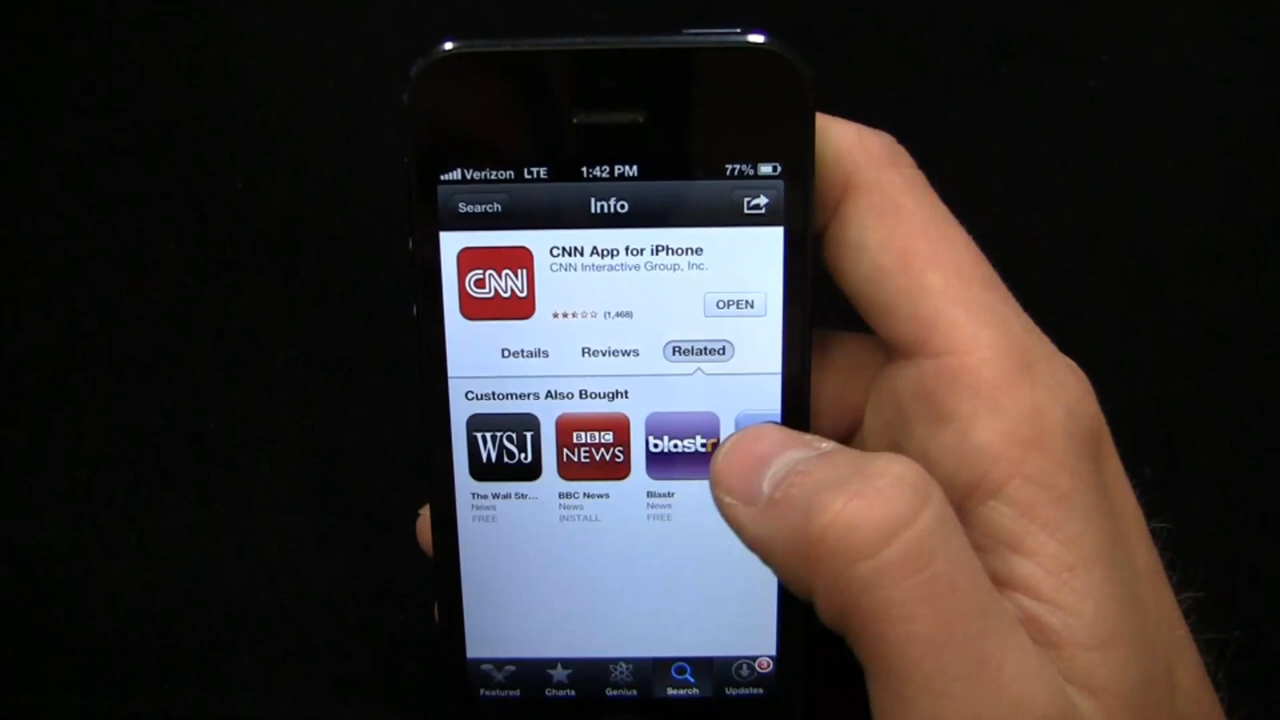 Verizon LTE 1:42 PM 77%
Search Info
CNN App for iPhone
CNN Interactive Group, Inc.
CNN
OPEN
(1,468)
Details Reviews Related
Customers Also Bought
WSJ BBC NEWS blastr
The Wall Str... BBC News Blastr
News News News
FREE INSTALL FREE
3
Featured Charts Genius Search Updates